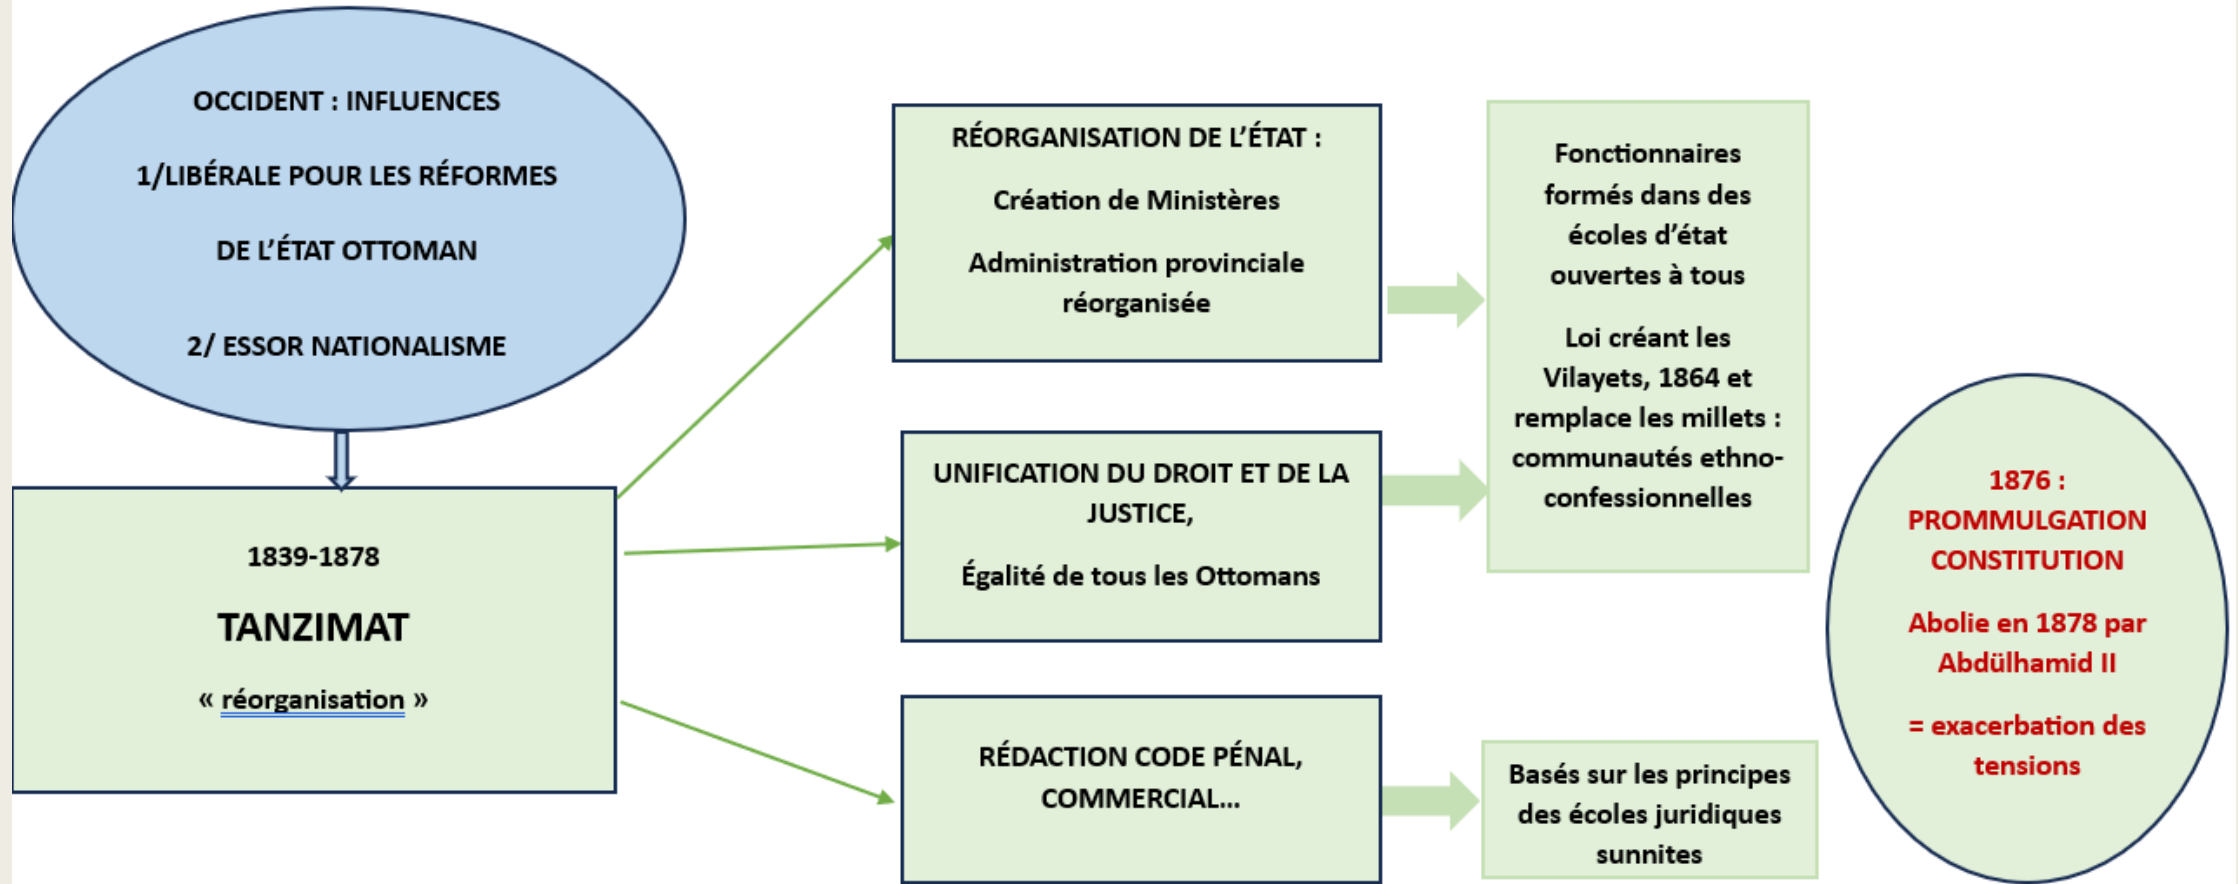 OCCIDENT : INFLUENCES
1/LIBÉRALE POUR LES RÉFORMES
DE L’ÉTAT OTTOMAN
2/ ESSOR NATIONALISME
1839-1878
TANZIMAT
« réorganisation »
RÉORGANISATION DE L’ÉTAT :
Création de Ministères
Administration provinciale
réorganisée
UNIFICATION DU DROIT ET DE LA
JUSTICE,
Égalité de tous les Ottomans
RÉDACTION CODE PÉNAL,
COMMERCIAL…
Fonctionnaires
formés dans des
écoles d’état
ouvertes à tous
Loi créant les
Vilayets, 1864 et
remplace les millets :
communautés ethno-
confessionnelles
Basés sur les principes
des écoles juridiques
sunnites
1876 :
PROMMULGATION
CONSTITUTION
Abolie en 1878 par
Abdülhamid II
= exacerbation des
tensions